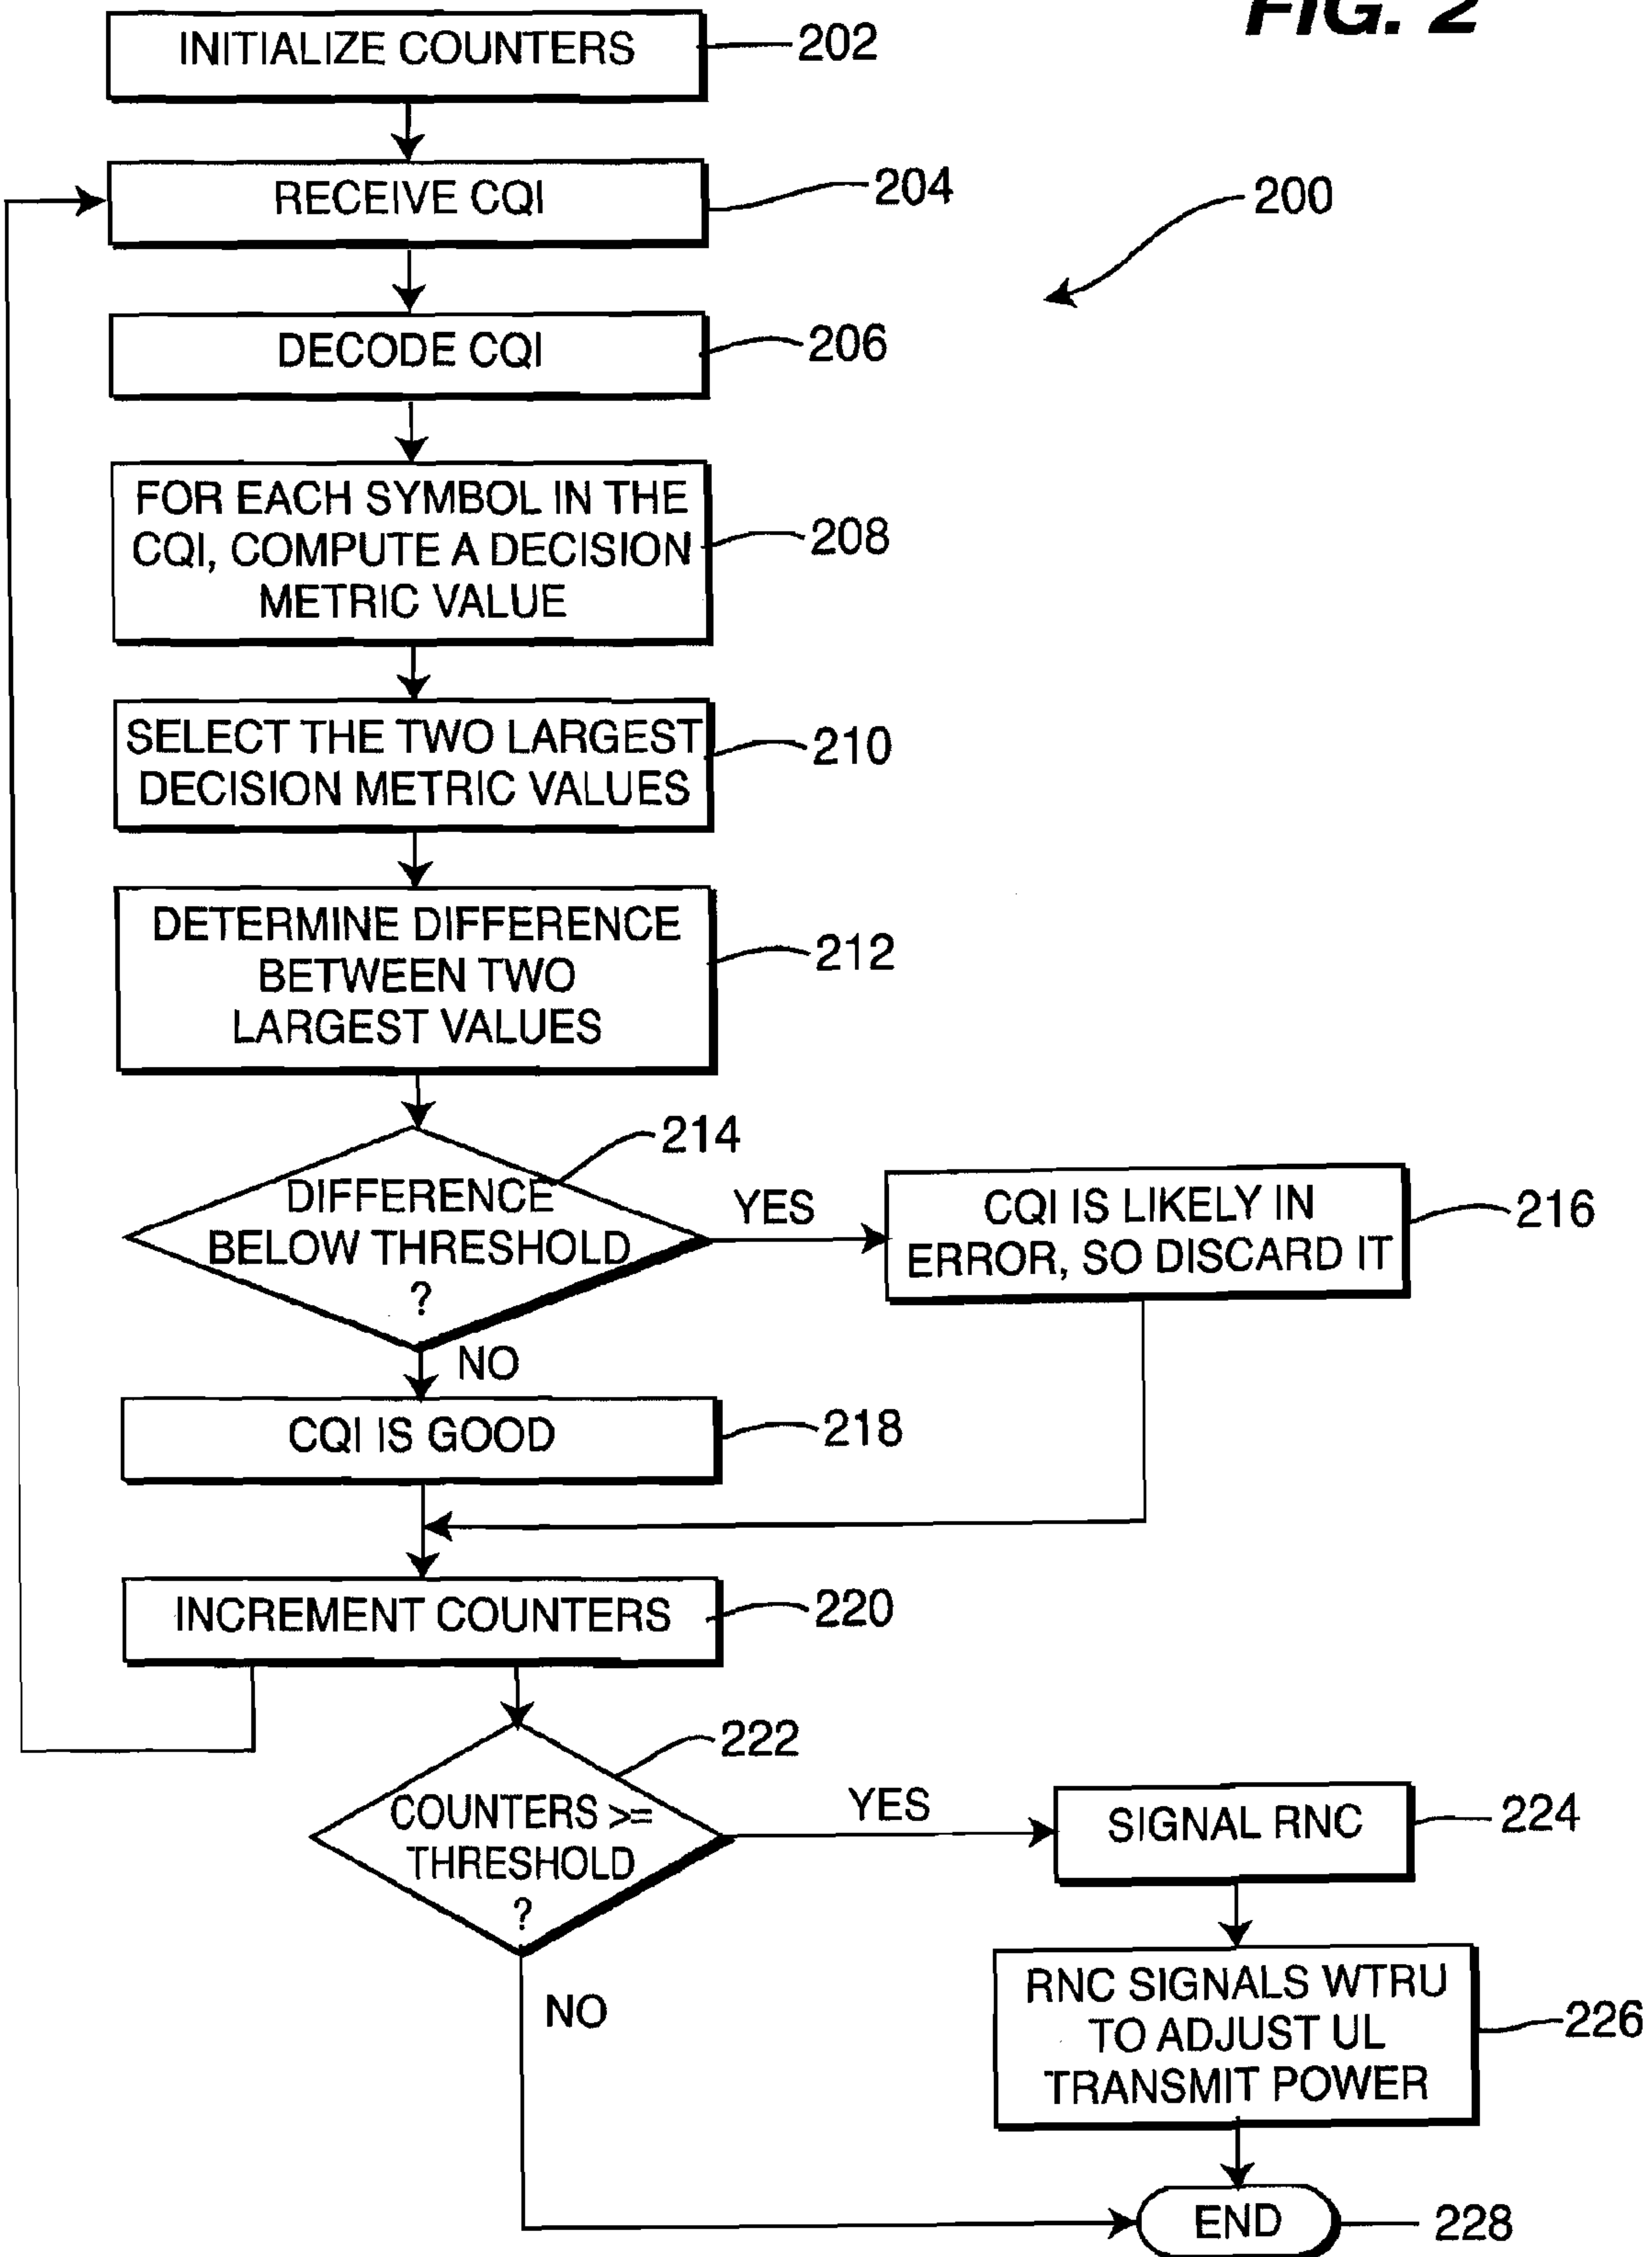 FIG. 2
INITIALIZE COUNTERS
202
RECEIVE CQI
204
200
DECODE CQI
206
FOR EACH SYMBOL IN THE
CQI, COMPUTE A DECISION
METRIC VALUE
208
SELECT THE TWO LARGEST
DECISION METRIC VALUES
210
DETERMINE DIFFERENCE
BETWEEN TWO
LARGEST VALUES
212
214
DIFFERENCE
BELOW THRESHOLD
?
YES
CQI IS LIKELY IN
ERROR, SO DISCARD IT
216
NO
CQI IS GOOD
218
INCREMENT COUNTERS
220
222
COUNTERS >=
THRESHOLD
?
YES
SIGNAL RNC
224
NO
RNC SIGNALS WTRU
TO ADJUST UL
TRANSMIT POWER
226
END
228